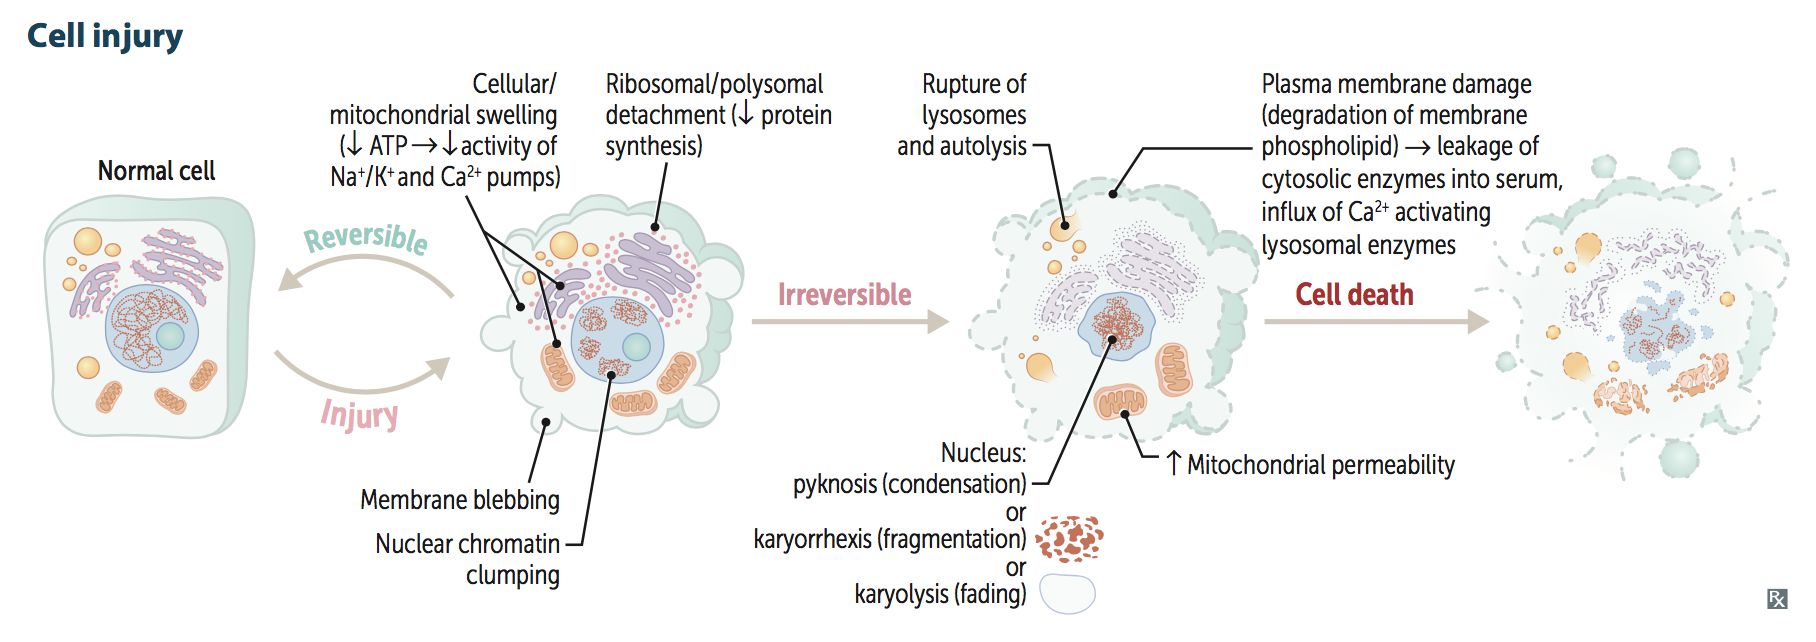 Cell injury
Normal cell
Reversible
Injury
Cellular/
mitochondrial swelling
(↓ ATP → ↓ activity of
Na⁺/K⁺ and Ca²⁺ pumps)
Ribosomal/polysomal
detachment (↓ protein
synthesis)
Membrane blebbing
Nuclear chromatin
clumping
Irreversible
Rupture of
lysosomes
and autolysis
Plasma membrane damage
(degradation of membrane
phospholipid) → leakage of
cytosolic enzymes into serum,
influx of Ca²⁺ activating
lysosomal enzymes
Nucleus:
pyknosis (condensation)
or
karyorrhexis (fragmentation)
or
karyolysis (fading)
↑ Mitochondrial permeability
Cell death
Rx